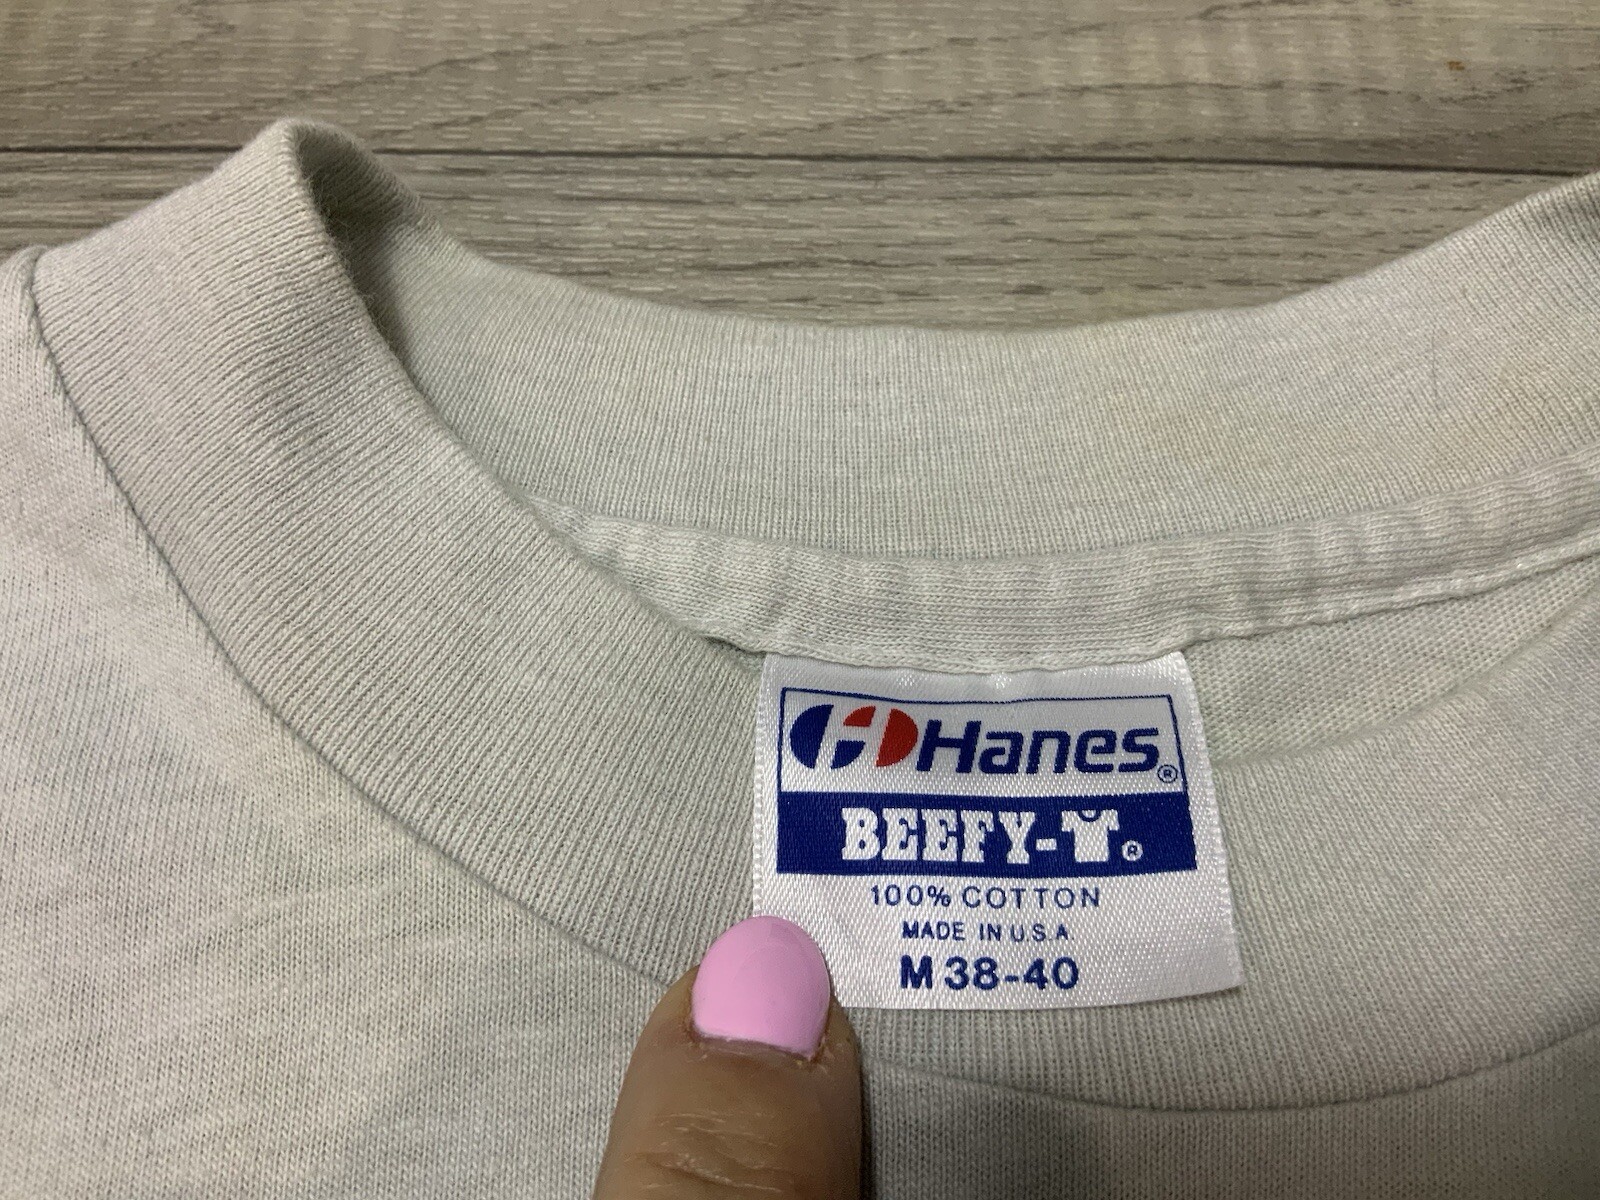 Hanes®
BEEFY-T®
100% COTTON
MADE IN U.S.A.
M 38-40